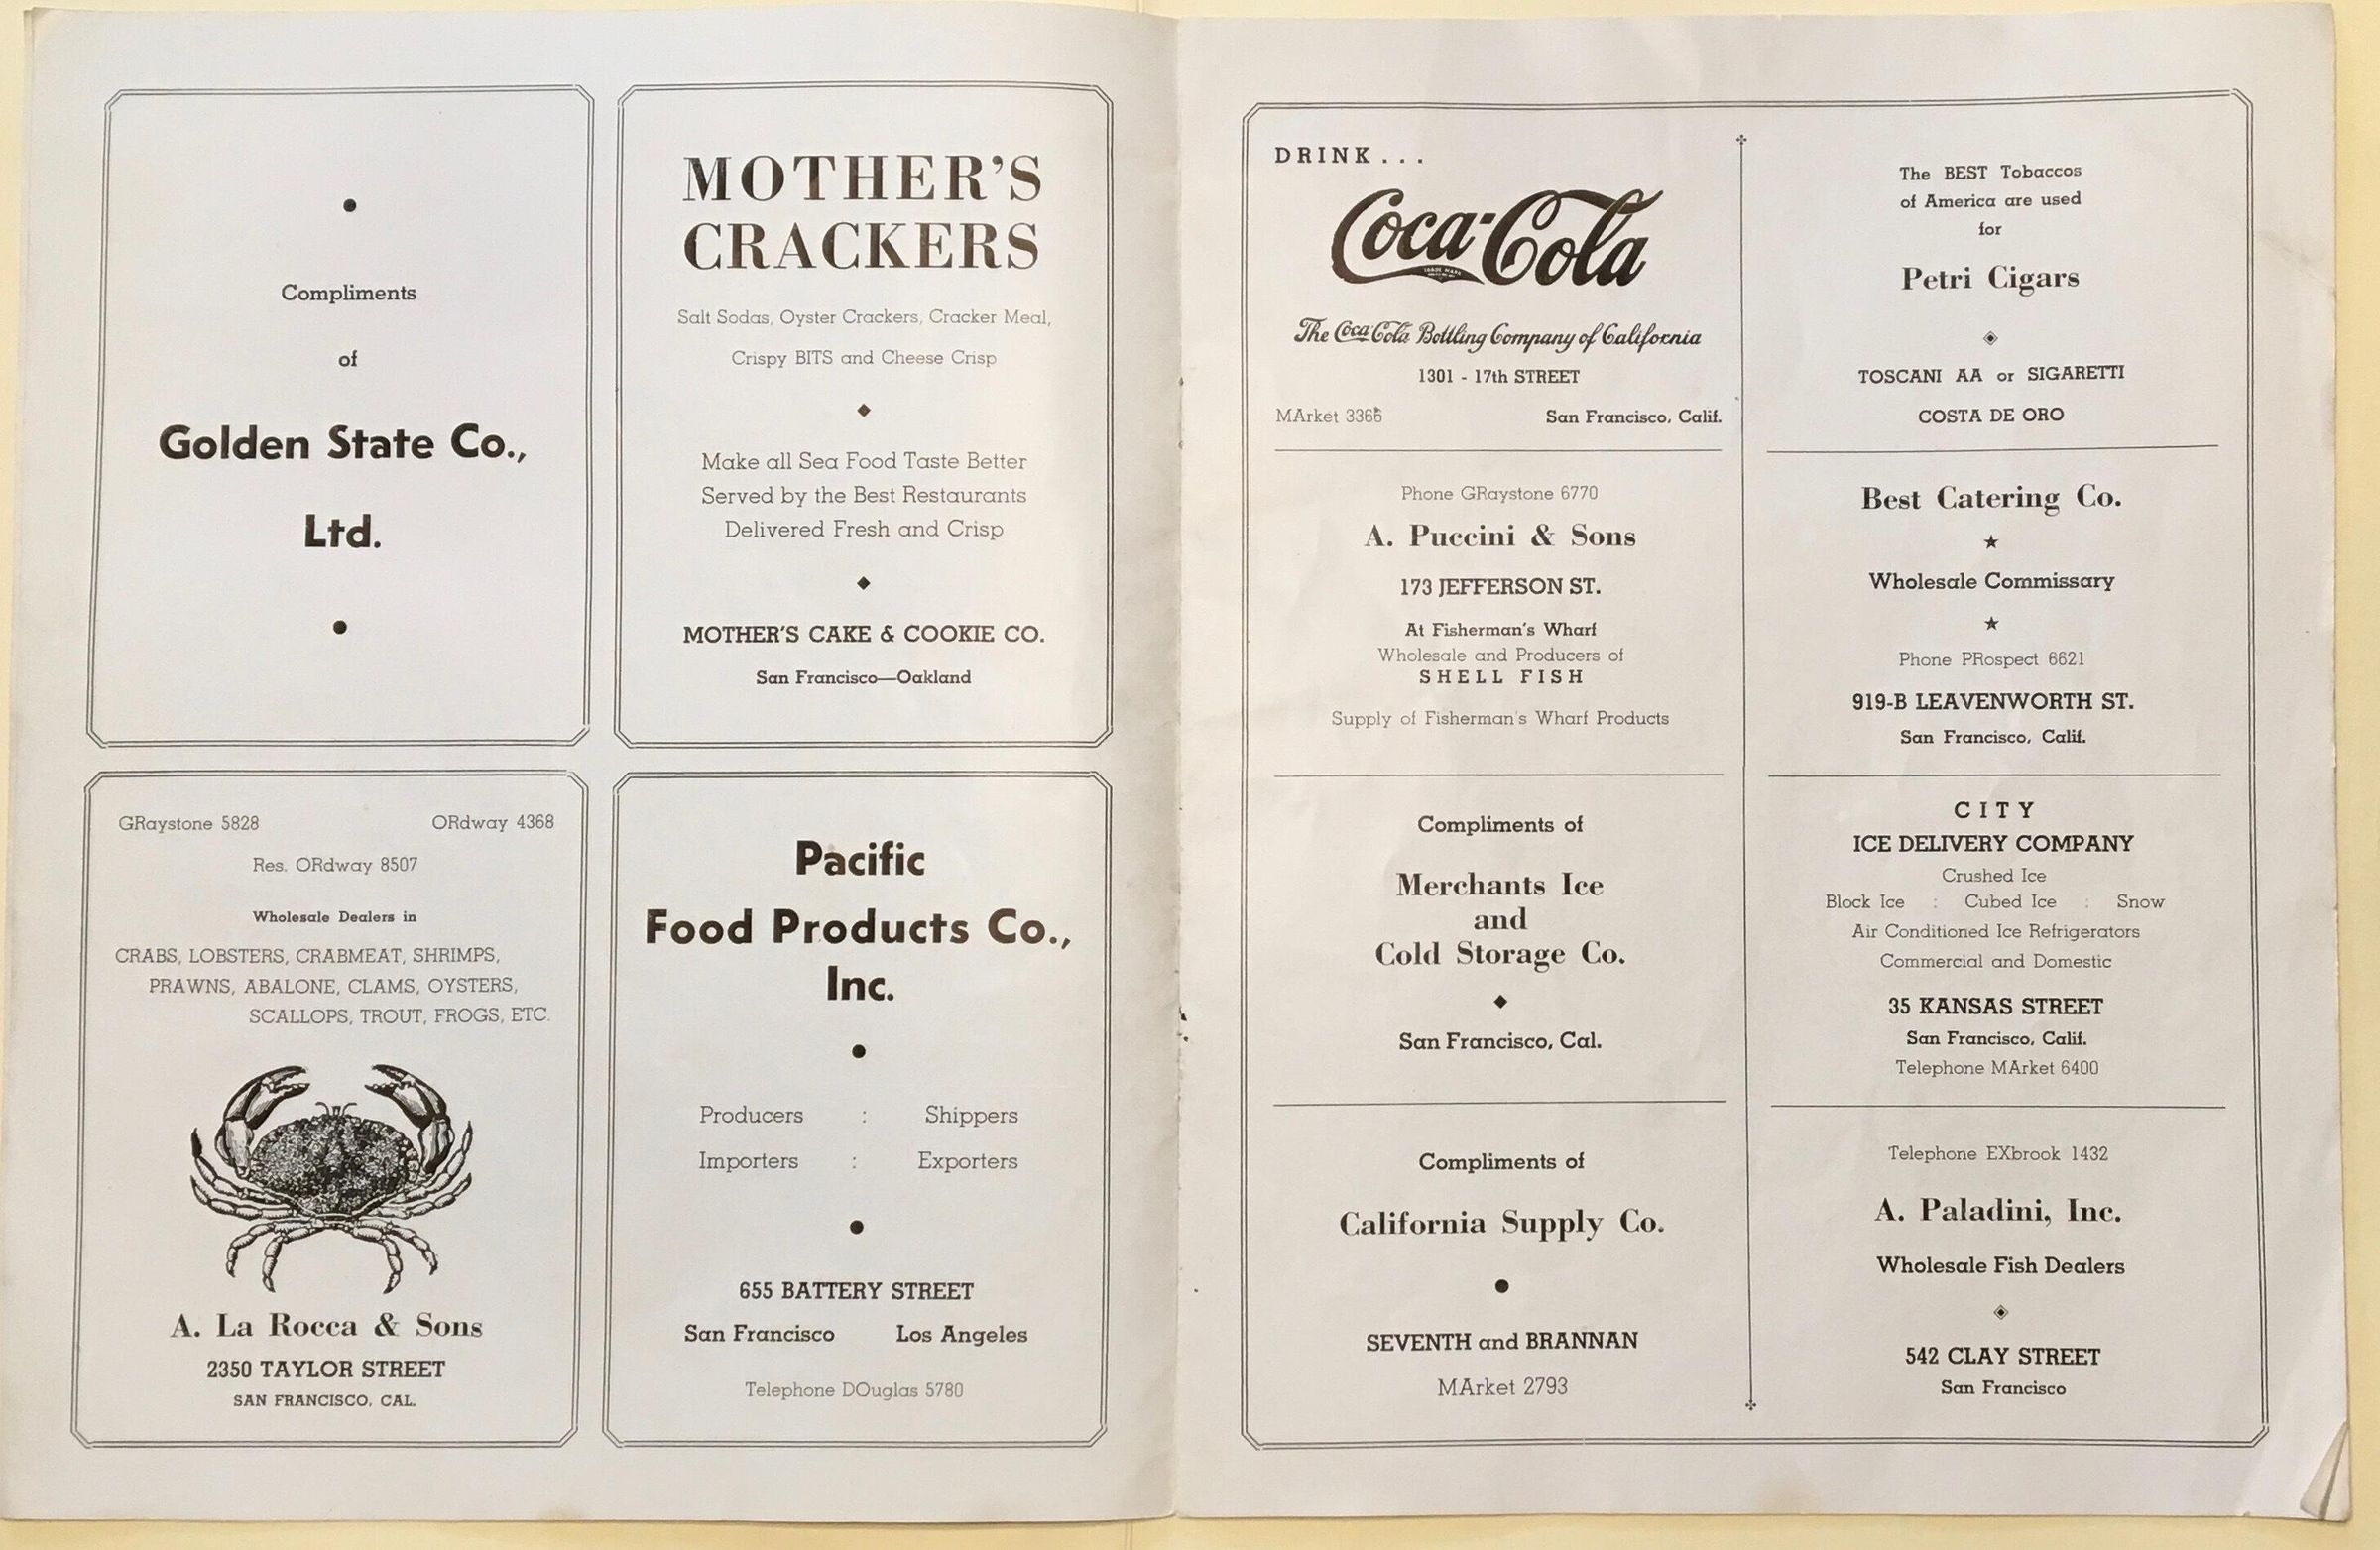 Compliments
of
Golden State Co.,
Ltd.
MOTHER'S
CRACKERS
Salt Sodas, Oyster Crackers, Cracker Meal,
Crispy BITS and Cheese Crisp
Make all Sea Food Taste Better
Served by the Best Restaurants
Delivered Fresh and Crisp
MOTHER'S CAKE & COOKIE CO.
San Francisco—Oakland
GRaystone 5828 ORdway 4368
Res. ORdway 8507
Wholesale Dealers in
CRABS, LOBSTERS, CRABMEAT, SHRIMPS,
PRAWNS, ABALONE, CLAMS, OYSTERS,
SCALLOPS, TROUT, FROGS, ETC.
A. La Rocca & Sons
2350 TAYLOR STREET
SAN FRANCISCO, CAL.
Pacific
Food Products Co.,
Inc.
Producers : Shippers
Importers : Exporters
655 BATTERY STREET
San Francisco Los Angeles
Telephone DOuglas 5780
DRINK...
Coca-Cola
TRADE MARK
The Coca-Cola Bottling Company of California
1301 - 17th STREET
MArket 3366 San Francisco, Calif.
Phone GRaystone 6770
A. Puccini & Sons
173 JEFFERSON ST.
At Fisherman's Wharf
Wholesale and Producers of
SHELL FISH
Supply of Fisherman's Wharf Products
Compliments of
Merchants Ice
and
Cold Storage Co.
San Francisco, Cal.
Compliments of
California Supply Co.
SEVENTH and BRANNAN
MArket 2793
The BEST Tobaccos
of America are used
for
Petri Cigars
TOSCANI AA or SIGARETTI
COSTA DE ORO
Best Catering Co.
Wholesale Commissary
Phone PRospect 6621
919-B LEAVENWORTH ST.
San Francisco, Calif.
CITY
ICE DELIVERY COMPANY
Crushed Ice
Block Ice : Cubed Ice : Snow
Air Conditioned Ice Refrigerators
Commercial and Domestic
35 KANSAS STREET
San Francisco, Calif.
Telephone MArket 6400
Telephone EXbrook 1432
A. Paladini, Inc.
Wholesale Fish Dealers
542 CLAY STREET
San Francisco